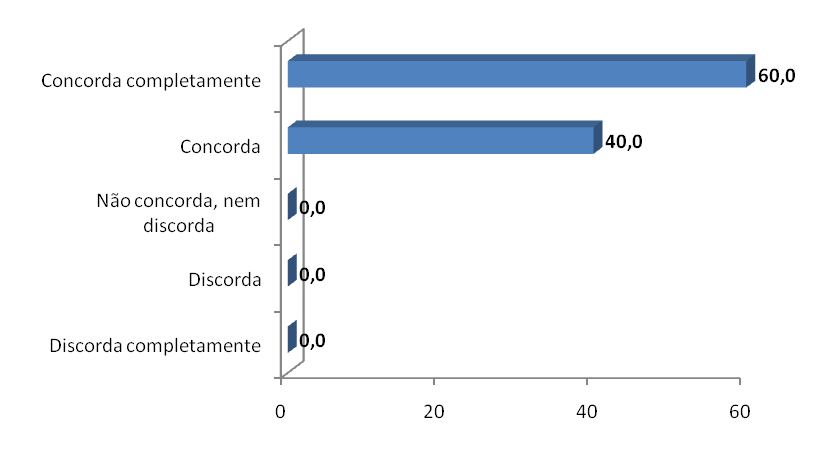 Concorda completamente
60,0
Concorda
40,0
Não concorda, nem
discorda
0,0
Discorda
0,0
Discorda completamente
0,0
0
20
40
60